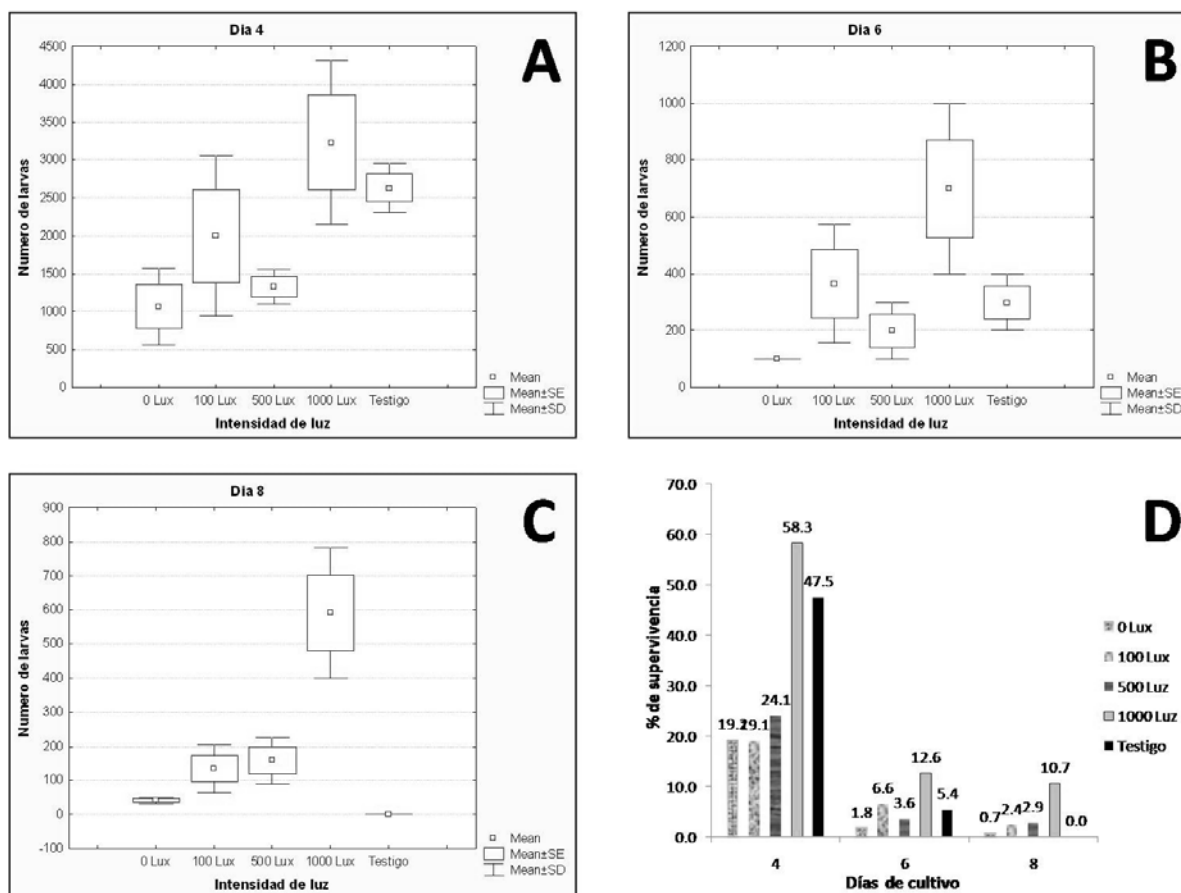 Dia 4
A
Numero de larvas
4500
4000
3500
3000
2500
2000
1500
1000
500
0
0 Lux 100 Lux 500 Lux 1000 Lux Testigo
Intensidad de luz
Mean
Mean±SE
Mean±SD
Dia 6
B
Numero de larvas
1200
1000
800
600
400
200
0
0 Lux 100 Lux 500 Lux 1000 Lux Testigo
Intensidad de luz
Mean
Mean±SE
Mean±SD
Dia 8
C
Numero de larvas
900
800
700
600
500
400
300
200
100
0
-100
0 Lux 100 Lux 500 Lux 1000 Lux Testigo
Intensidad de luz
Mean
Mean±SE
Mean±SD
D
% de supervivencia
70.0
60.0
50.0
40.0
30.0
20.0
10.0
0.0
58.3
47.5
24.1
29.1
12.6
6.6
5.4
3.6
1.8
10.7
2.9
2.4
0.7
0.0
4 6 8
Días de cultivo
0 Lux
100 Lux
500 Luz
1000 Luz
Testigo